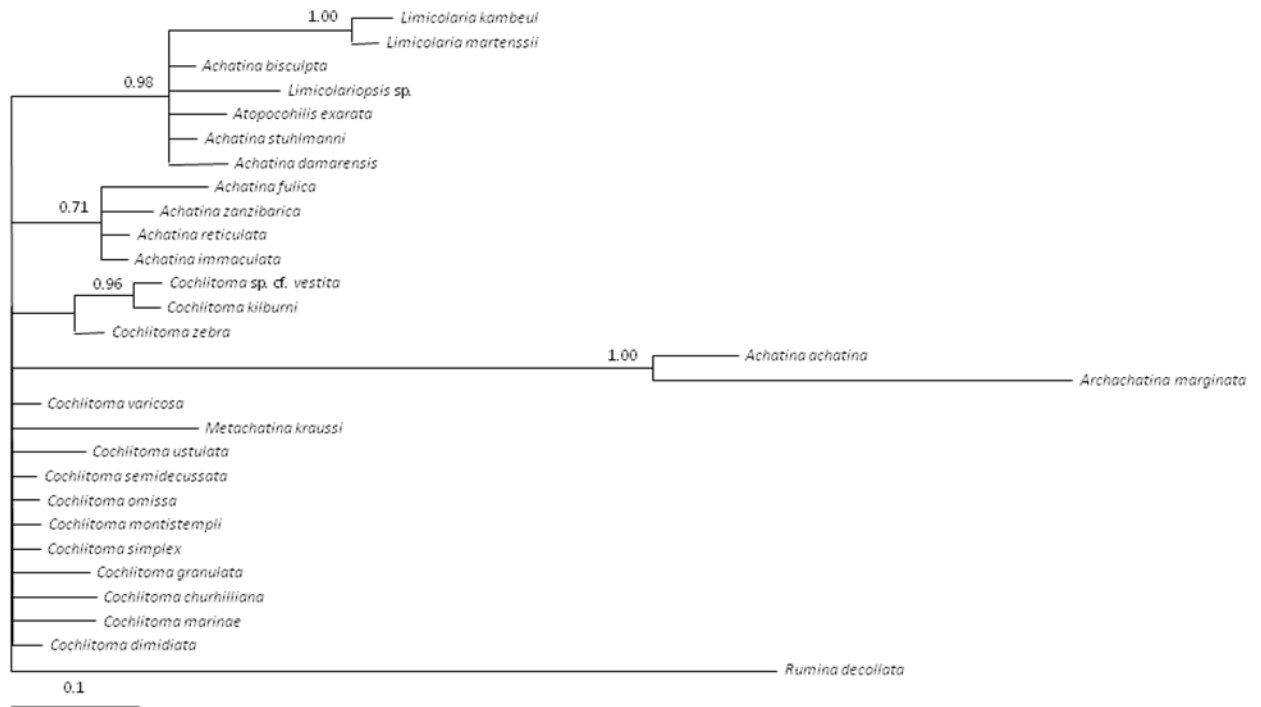 1.00
Limicolaria kambeul
Limicolaria martenssii
Achatina bisculpta
0.98
Limicolariopsis sp.
Atopocohilis exarata
Achatina stuhlmanni
Achatina damarensis
Achatina fulica
0.71
Achatina zanzibarica
Achatina reticulata
Achatina immaculata
0.96
Cochlitoma sp. cf. vestita
Cochlitoma kilburni
Cochlitoma zebra
1.00
Achatina achatina
Archachatina marginata
Cochlitoma varicosa
Metachatina kraussi
Cochlitoma ustulata
Cochlitoma semidecussata
Cochlitoma omissa
Cochlitoma montistempli
Cochlitoma simplex
Cochlitoma granulata
Cochlitoma churhilliana
Cochlitoma marinae
Cochlitoma dimidiata
Rumina decollata
0.1